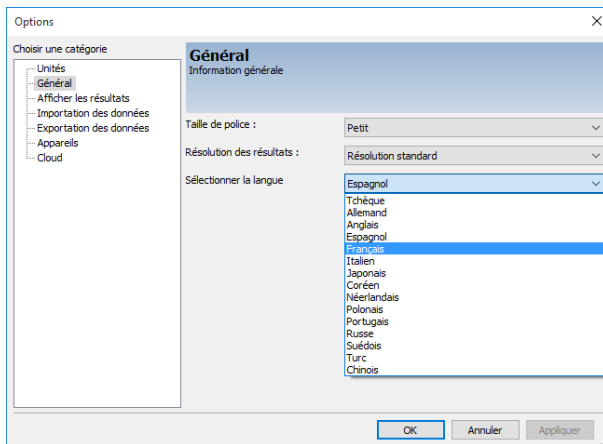 Options
Choisir une catégorie
Unités
Général
Afficher les résultats
Importation des données
Exportation des données
Appareils
Cloud
Général
Information générale
Taille de police :
Petit
Résolution des résultats :
Résolution standard
Sélectionner la langue
Espagnol
Tchèque
Allemand
Anglais
Espagnol
Français
Italien
Japonais
Coréen
Néerlandais
Polonais
Portugais
Russe
Suédois
Turc
Chinois
OK
Annuler
Appliquer